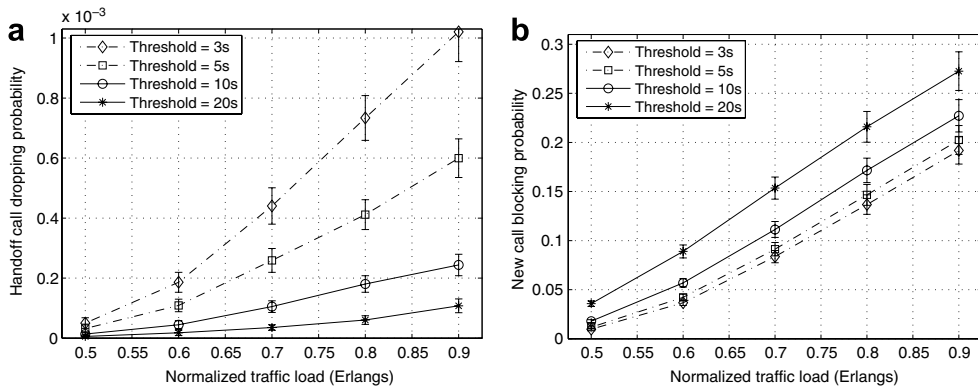 a
x 10⁻³
Handoff call dropping probability
1
0.8
0.6
0.4
0.2
0
Threshold = 3s
Threshold = 5s
Threshold = 10s
Threshold = 20s
0.5 0.55 0.6 0.65 0.7 0.75 0.8 0.85 0.9
Normalized traffic load (Erlangs)
b
New call blocking probability
0.3
0.25
0.2
0.15
0.1
0.05
0
Threshold = 3s
Threshold = 5s
Threshold = 10s
Threshold = 20s
0.5 0.55 0.6 0.65 0.7 0.75 0.8 0.85 0.9
Normalized traffic load (Erlangs)